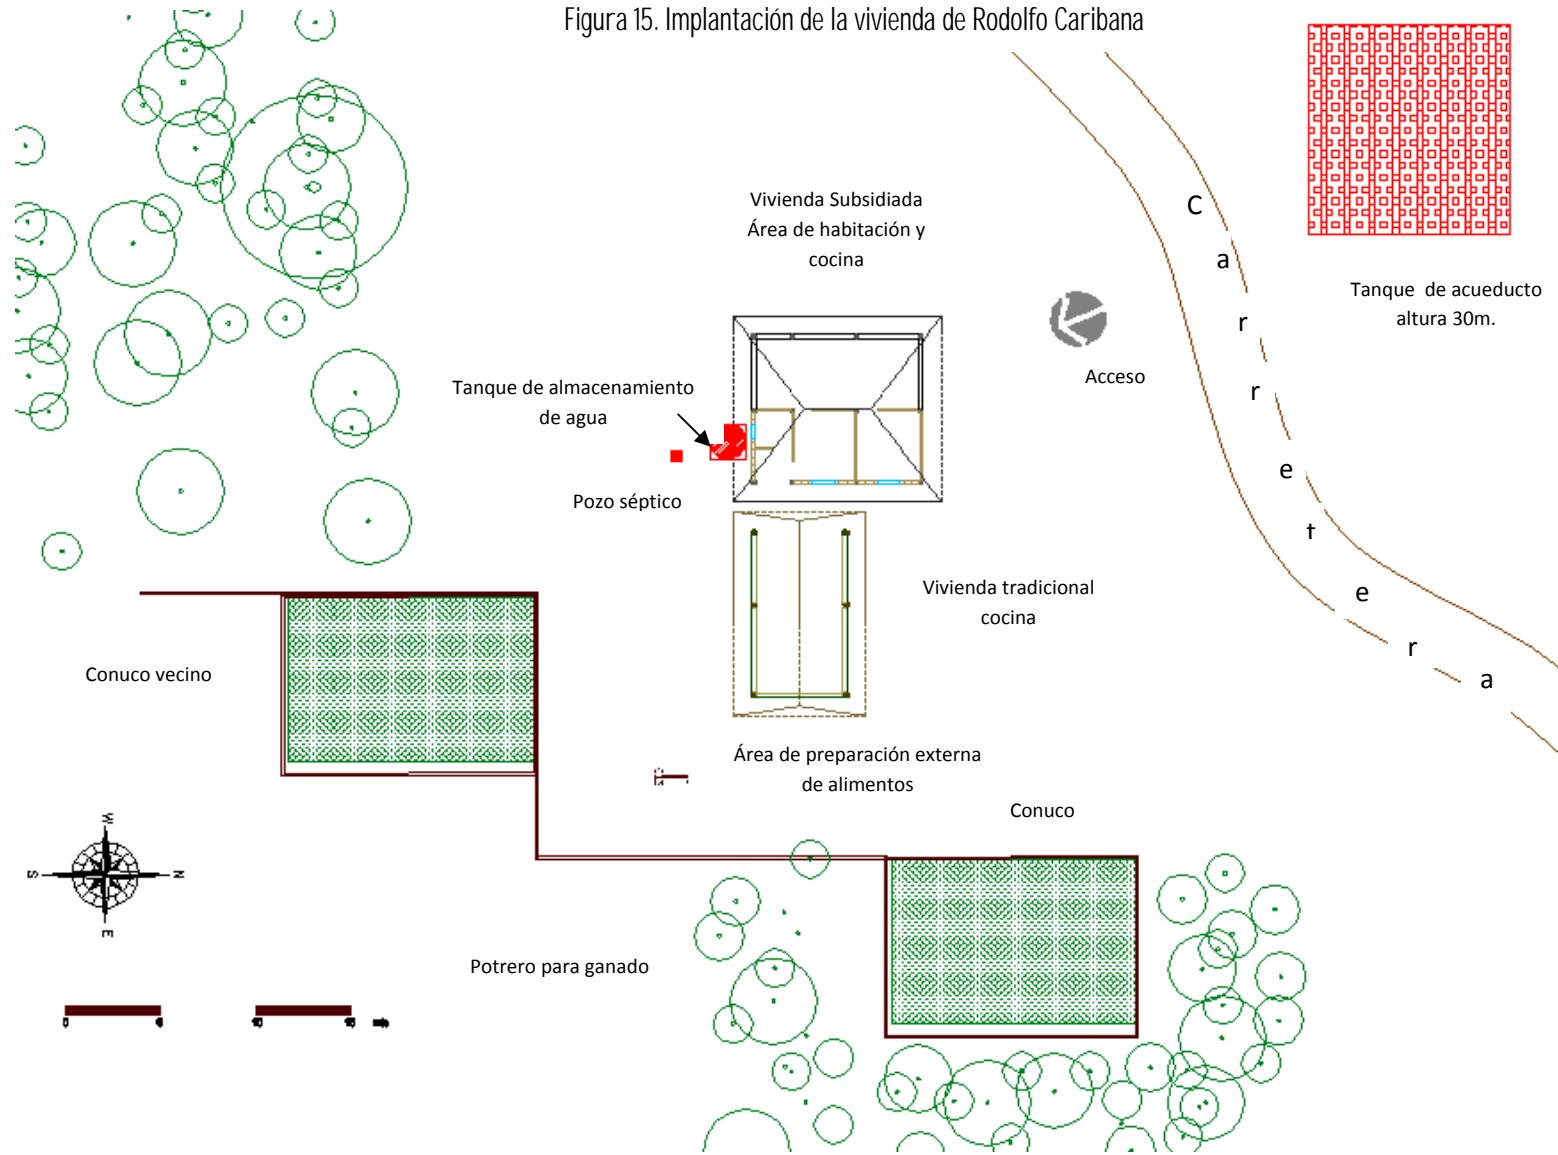 Figura 15. Implantación de la vivienda de Rodolfo Caribana
Vivienda Subsidiada
Área de habitación y
cocina
Carretera
Tanque de acueducto
altura 30m.
Acceso
Tanque de almacenamiento
de agua
Pozo séptico
Vivienda tradicional
cocina
Conuco vecino
Área de preparación externa
de alimentos
Conuco
W
S
N
E
Potrero para ganado